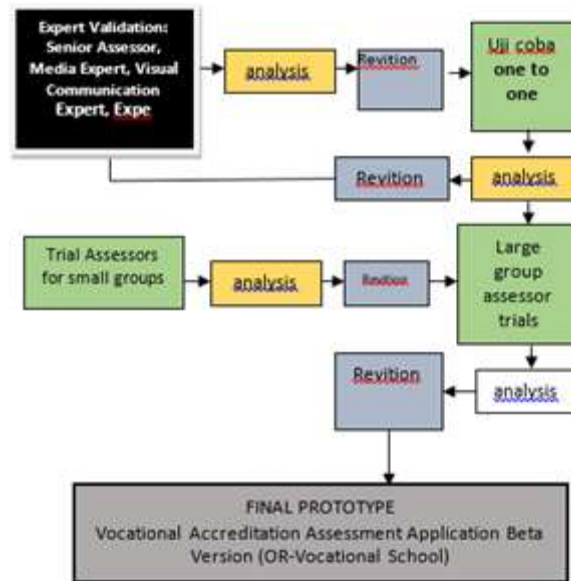 Expert Validation:
Senior Assessor,
Media Expert, Visual
Communication
Expert, Expe
analysis
Revition
Uji coba
one to
one
Revition
analysis
Trial Assessors
for small groups
analysis
Revition
Large
group
assessor
trials
Revition
analysis
FINAL PROTOTYPE
Vocational Accreditation Assessment Application Beta
Version (OR-Vocational School)